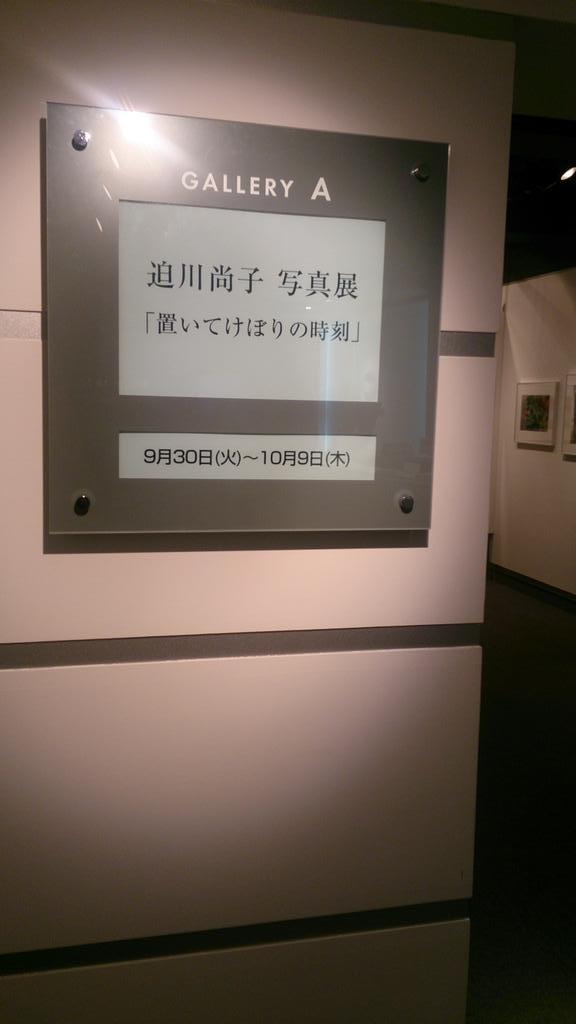 GALLERY A
迫川尚子 写真展
「置いてけぼりの時刻」
9月30日(火)～10月9日(木)